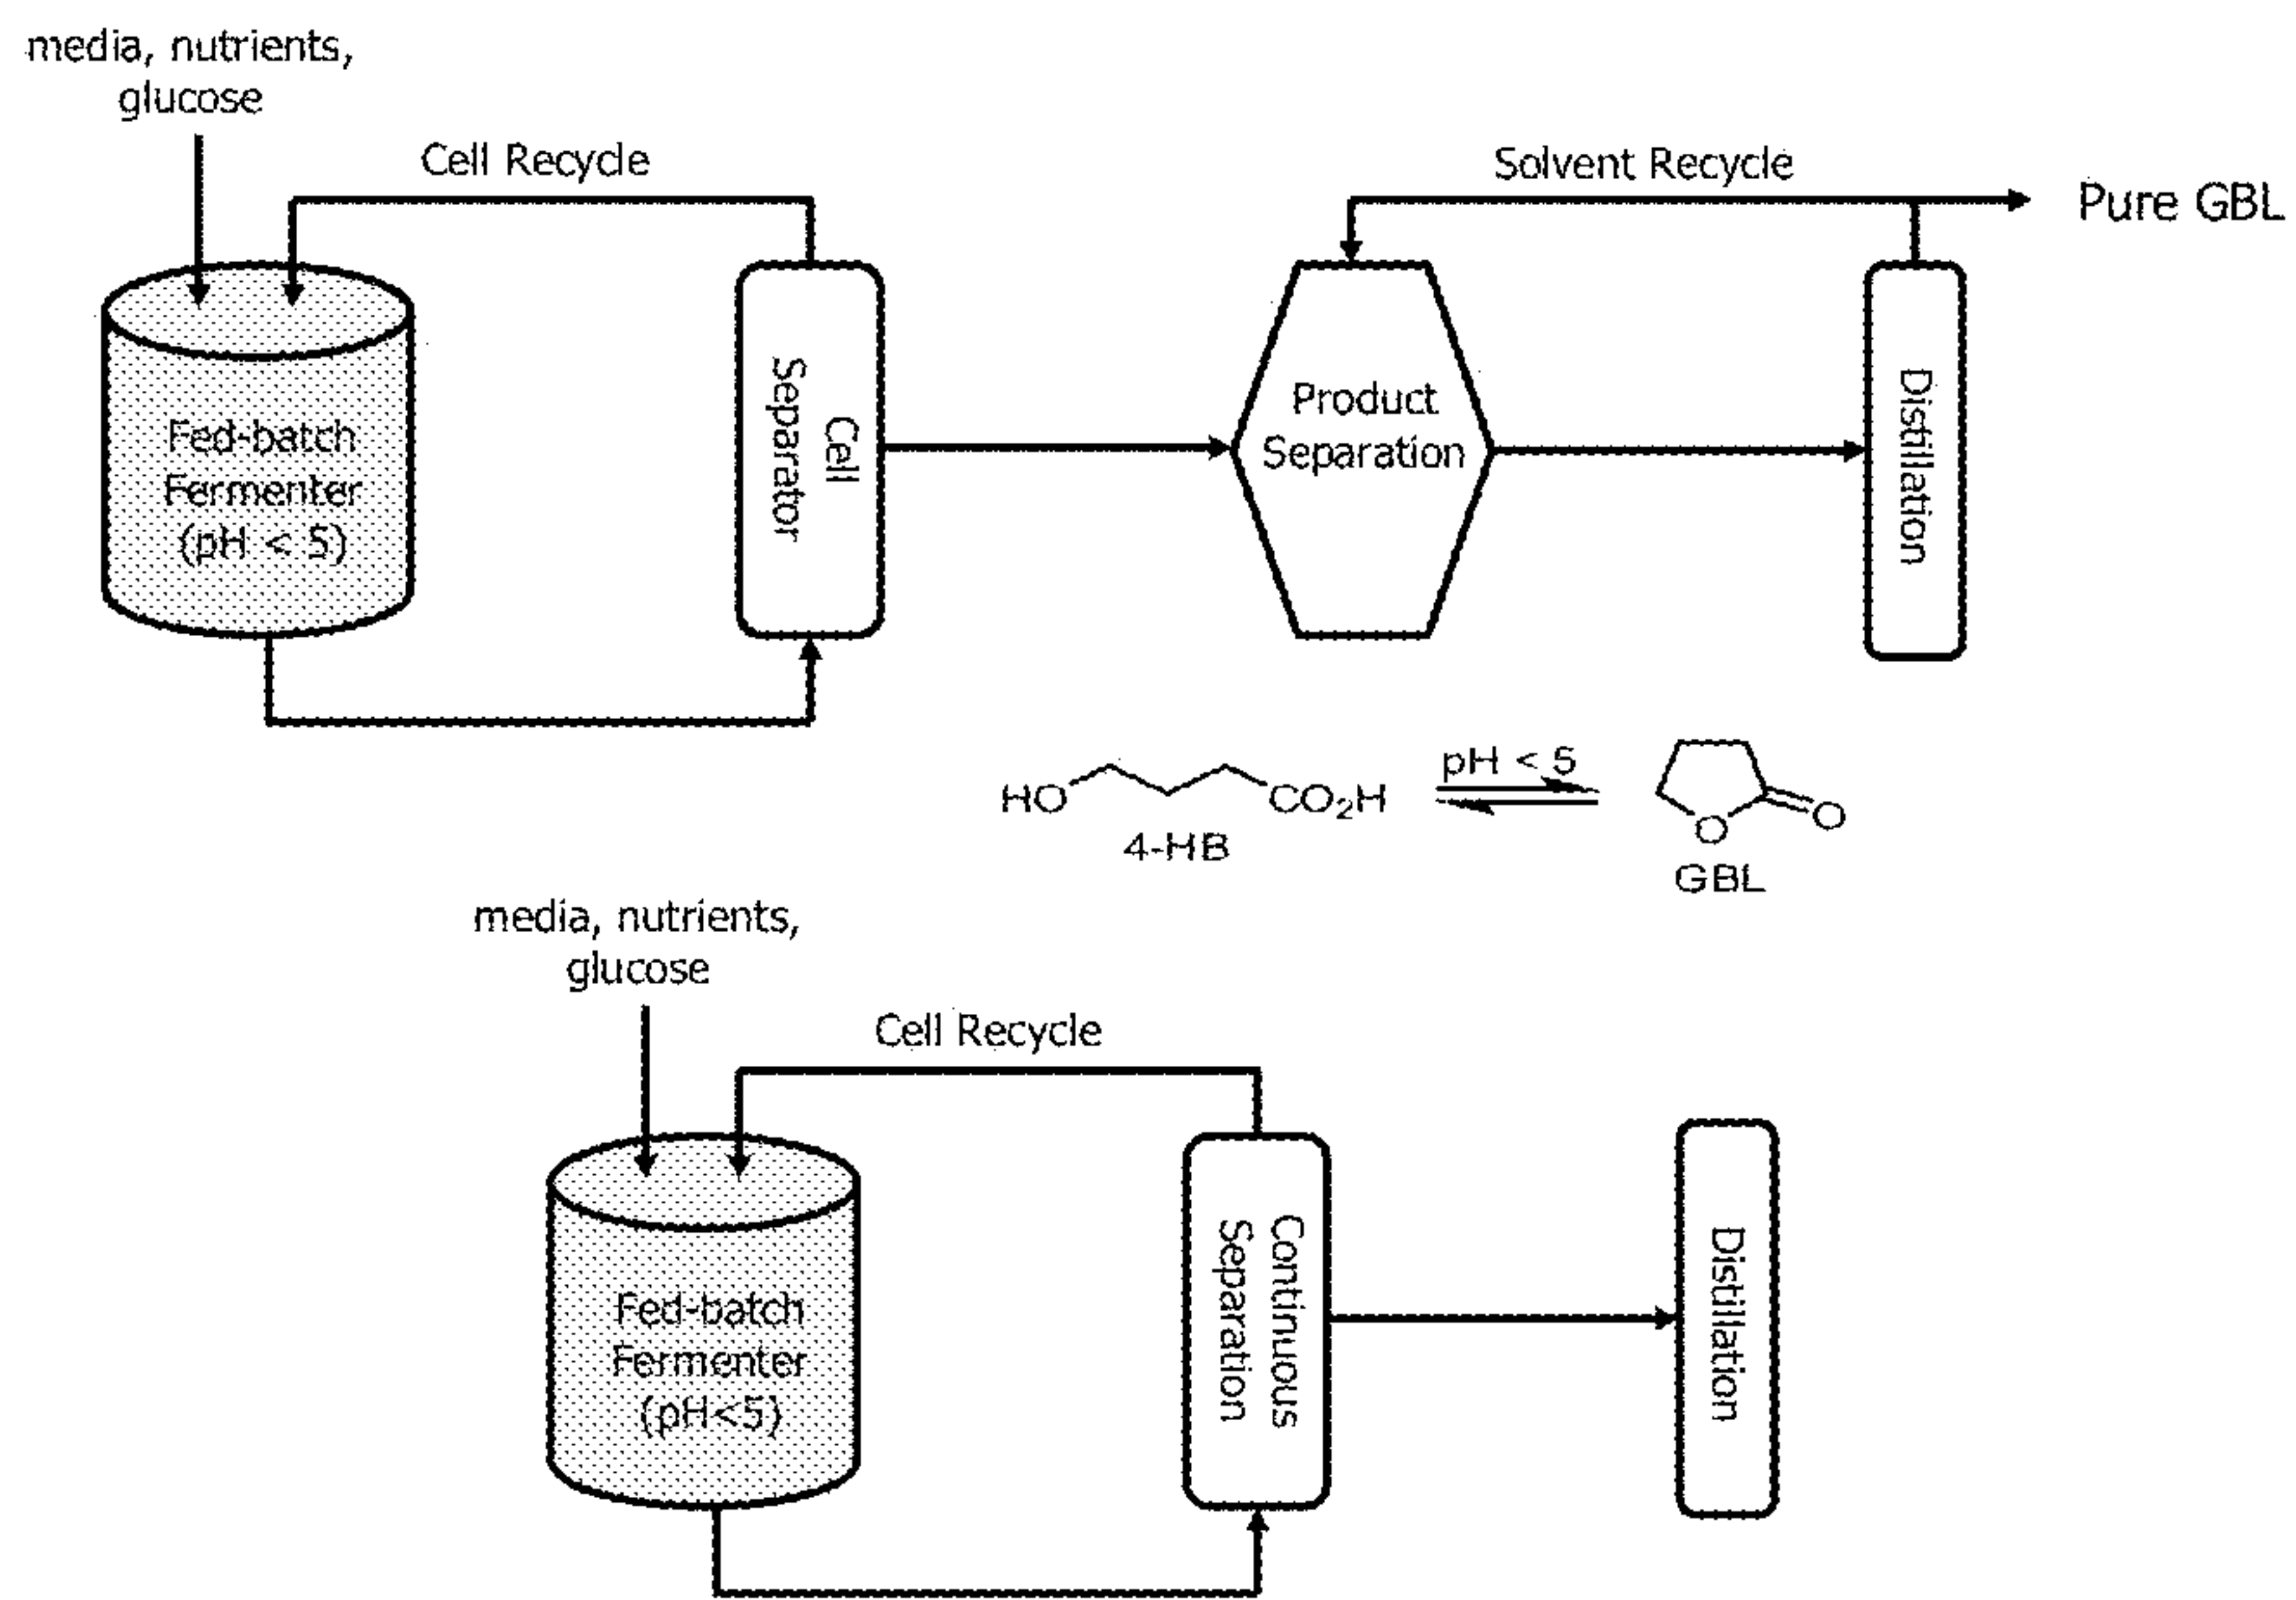 media, nutrients,
glucose
Cell Recycle
Solvent Recycle
Pure GBL
Fed-batch
Fermenter
(pH < 5)
Cell
Separator
Product
Separation
Distillation
HO
CO₂H
4-HB
pH < 5
O
O
GBL
media, nutrients,
glucose
Cell Recycle
Fed-batch
Fermenter
(pH<5)
Continuous
Separation
Distillation